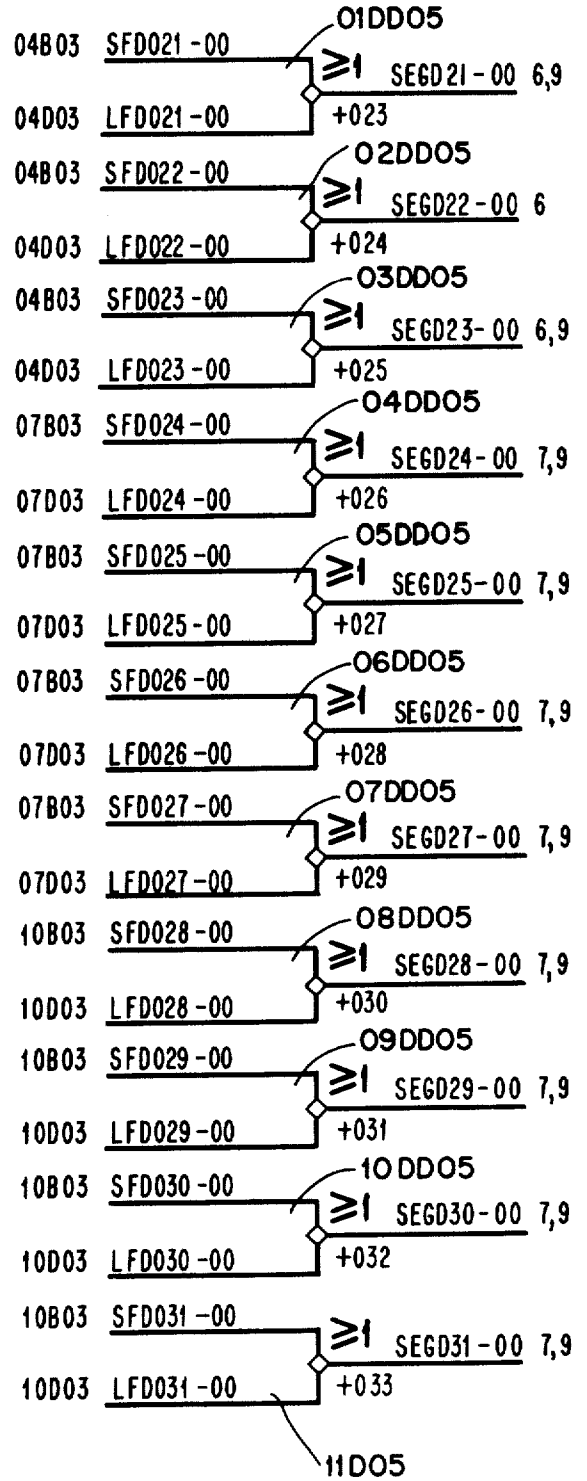 01DD05
04B03 SFD021-00
≥1 SEGD21-00 6,9
04D03 LFD021-00 +023
02DD05
04B03 SFD022-00
≥1 SEGD22-00 6
04D03 LFD022-00 +024
03DD05
04B03 SFD023-00
≥1 SEGD23-00 6,9
04D03 LFD023-00 +025
04DD05
07B03 SFD024-00
≥1 SEGD24-00 7,9
07D03 LFD024-00 +026
05DD05
07B03 SFD025-00
≥1 SEGD25-00 7,9
07D03 LFD025-00 +027
06DD05
07B03 SFD026-00
≥1 SEGD26-00 7,9
07D03 LFD026-00 +028
07DD05
07B03 SFD027-00
≥1 SEGD27-00 7,9
07D03 LFD027-00 +029
08DD05
10B03 SFD028-00
≥1 SEGD28-00 7,9
10D03 LFD028-00 +030
09DD05
10B03 SFD029-00
≥1 SEGD29-00 7,9
10D03 LFD029-00 +031
10DD05
10B03 SFD030-00
≥1 SEGD30-00 7,9
10D03 LFD030-00 +032
10B03 SFD031-00
≥1 SEGD31-00 7,9
10D03 LFD031-00 +033
11D05